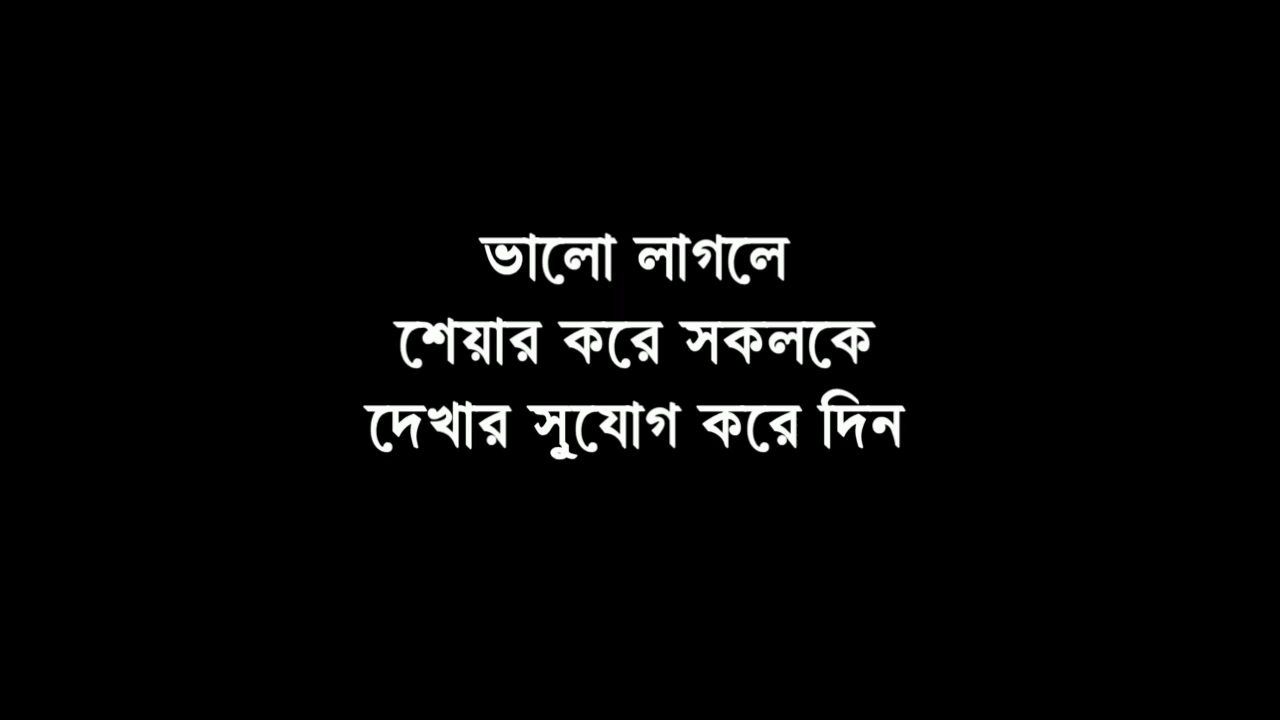 ভালো লাগলে
শেয়ার করে সকলকে
দেখার সুযোগ করে দিন